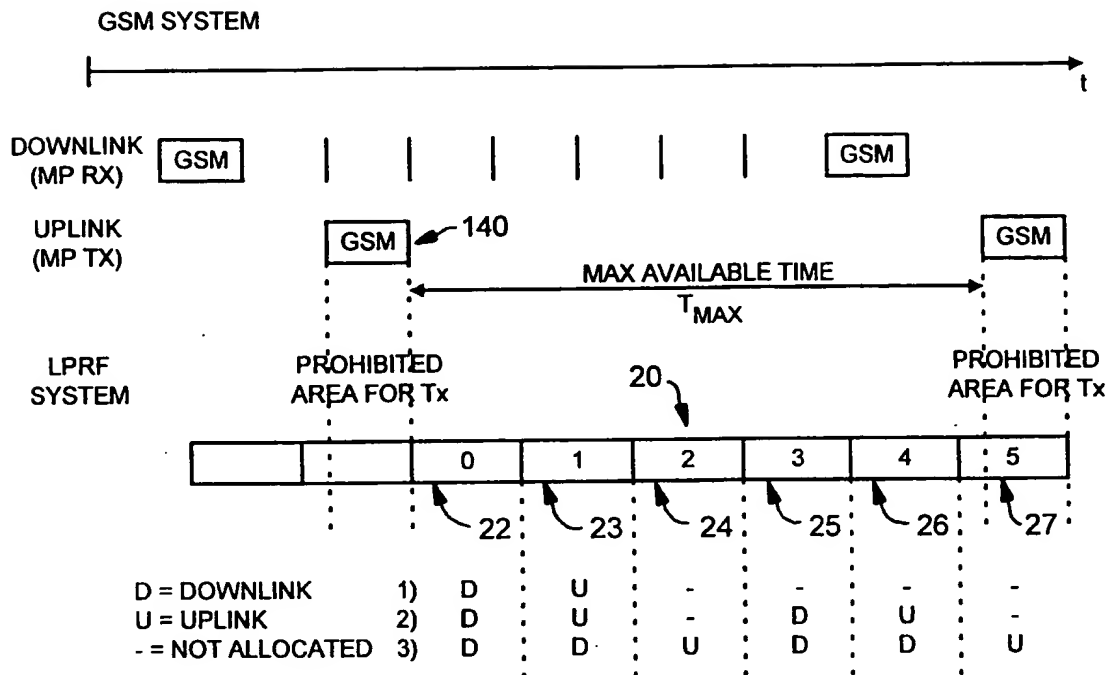 GSM SYSTEM
t
DOWNLINK
(MP RX)
GSM
GSM
UPLINK
(MP TX)
GSM
140
GSM
MAX AVAILABLE TIME
TMAX
LPRF
SYSTEM
PROHIBITED
AREA FOR Tx
20
PROHIBITED
AREA FOR Tx
0 1 2 3 4 5
22 23 24 25 26 27
D = DOWNLINK 1) D U - - - -
U = UPLINK 2) D U - D U -
- = NOT ALLOCATED 3) D D U D D U